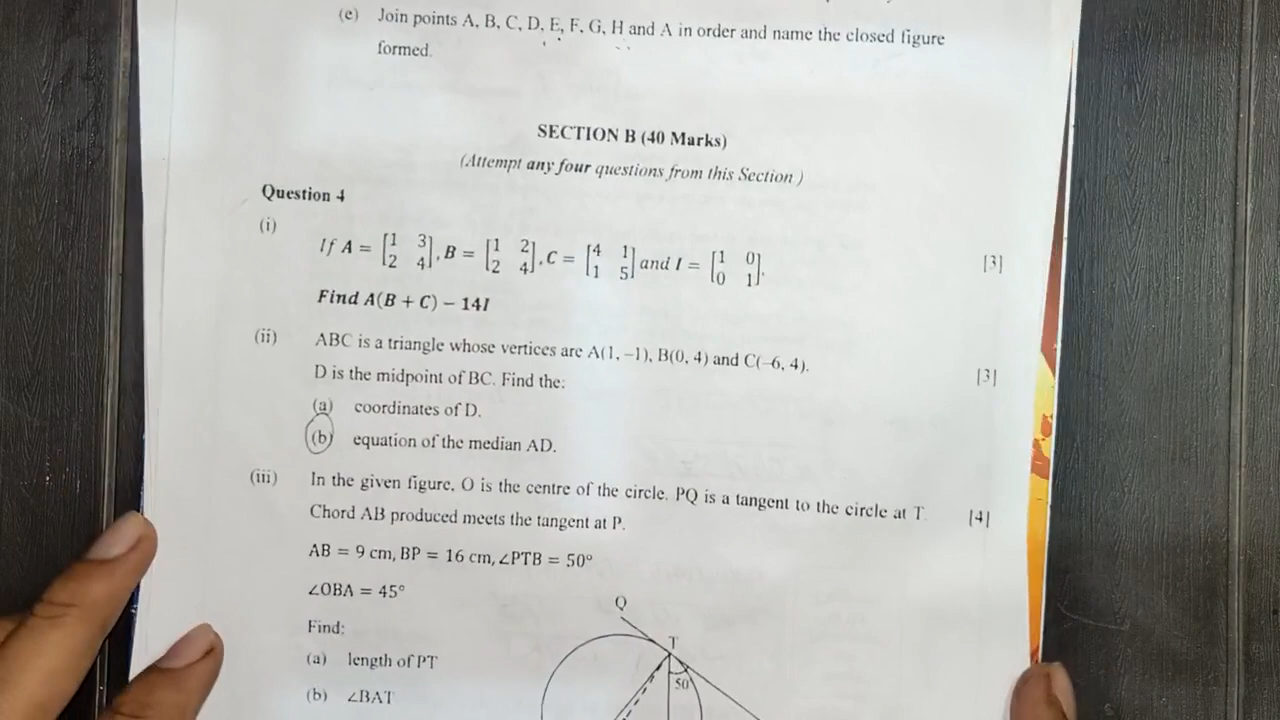 (e) Join points A, B, C, D, E, F, G, H and A in order and name the closed figure
formed.
SECTION B (40 Marks)
(Attempt any four questions from this Section.)
Question 4
(i) If A = [1 3; 2 4], B = [1 2; 2 4], C = [4 1; 1 5] and I = [1 0; 0 1]. [3]
Find A(B + C) − 14I
(ii) ABC is a triangle whose vertices are A(1, −1), B(0, 4) and C(−6, 4). [3]
D is the midpoint of BC. Find the:
(a) coordinates of D.
(b) equation of the median AD.
(iii) In the given figure, O is the centre of the circle. PQ is a tangent to the circle at T. [4]
Chord AB produced meets the tangent at P.
AB = 9 cm, BP = 16 cm, ∠PTB = 50°
∠OBA = 45°
Find:
(a) length of PT
(b) ∠BAT
Q
T
50